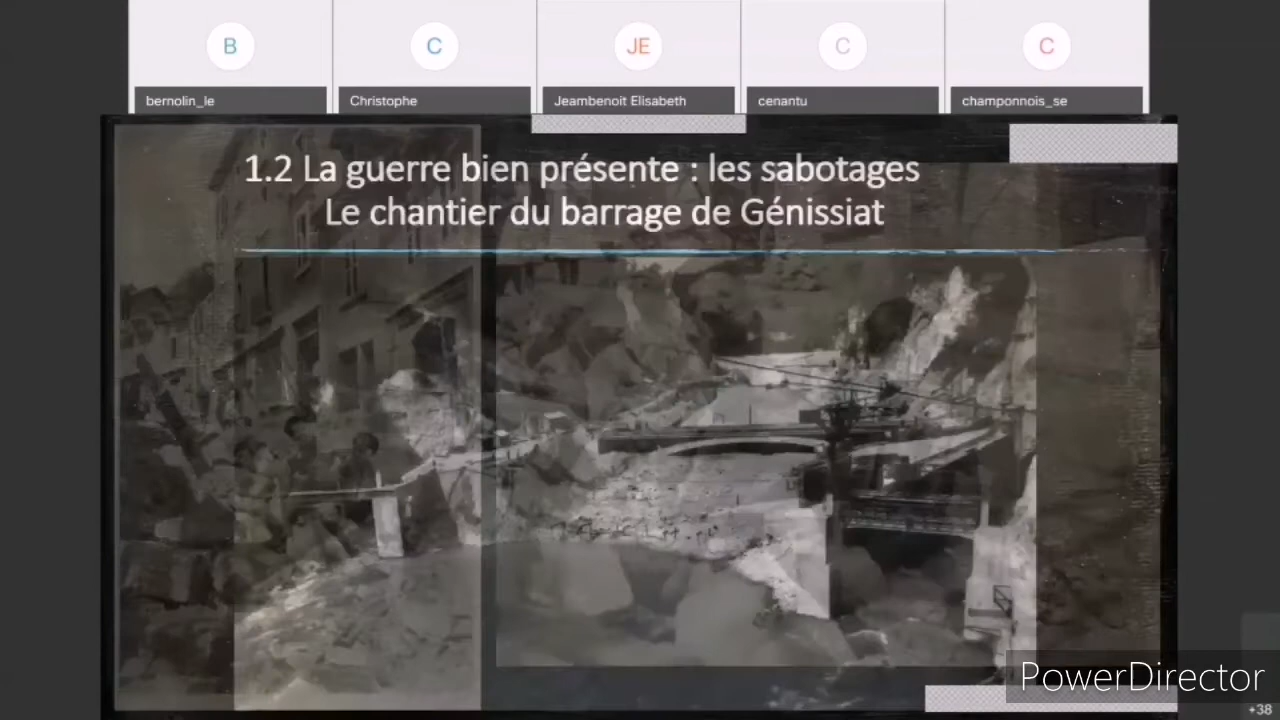 B
C
JE
C
C
bernolin_le
Christophe
Jeambenoit Elisabeth
cenantu
champonnois_se
1.2 La guerre bien présente : les sabotages
Le chantier du barrage de Génissiat
PowerDirector
+38